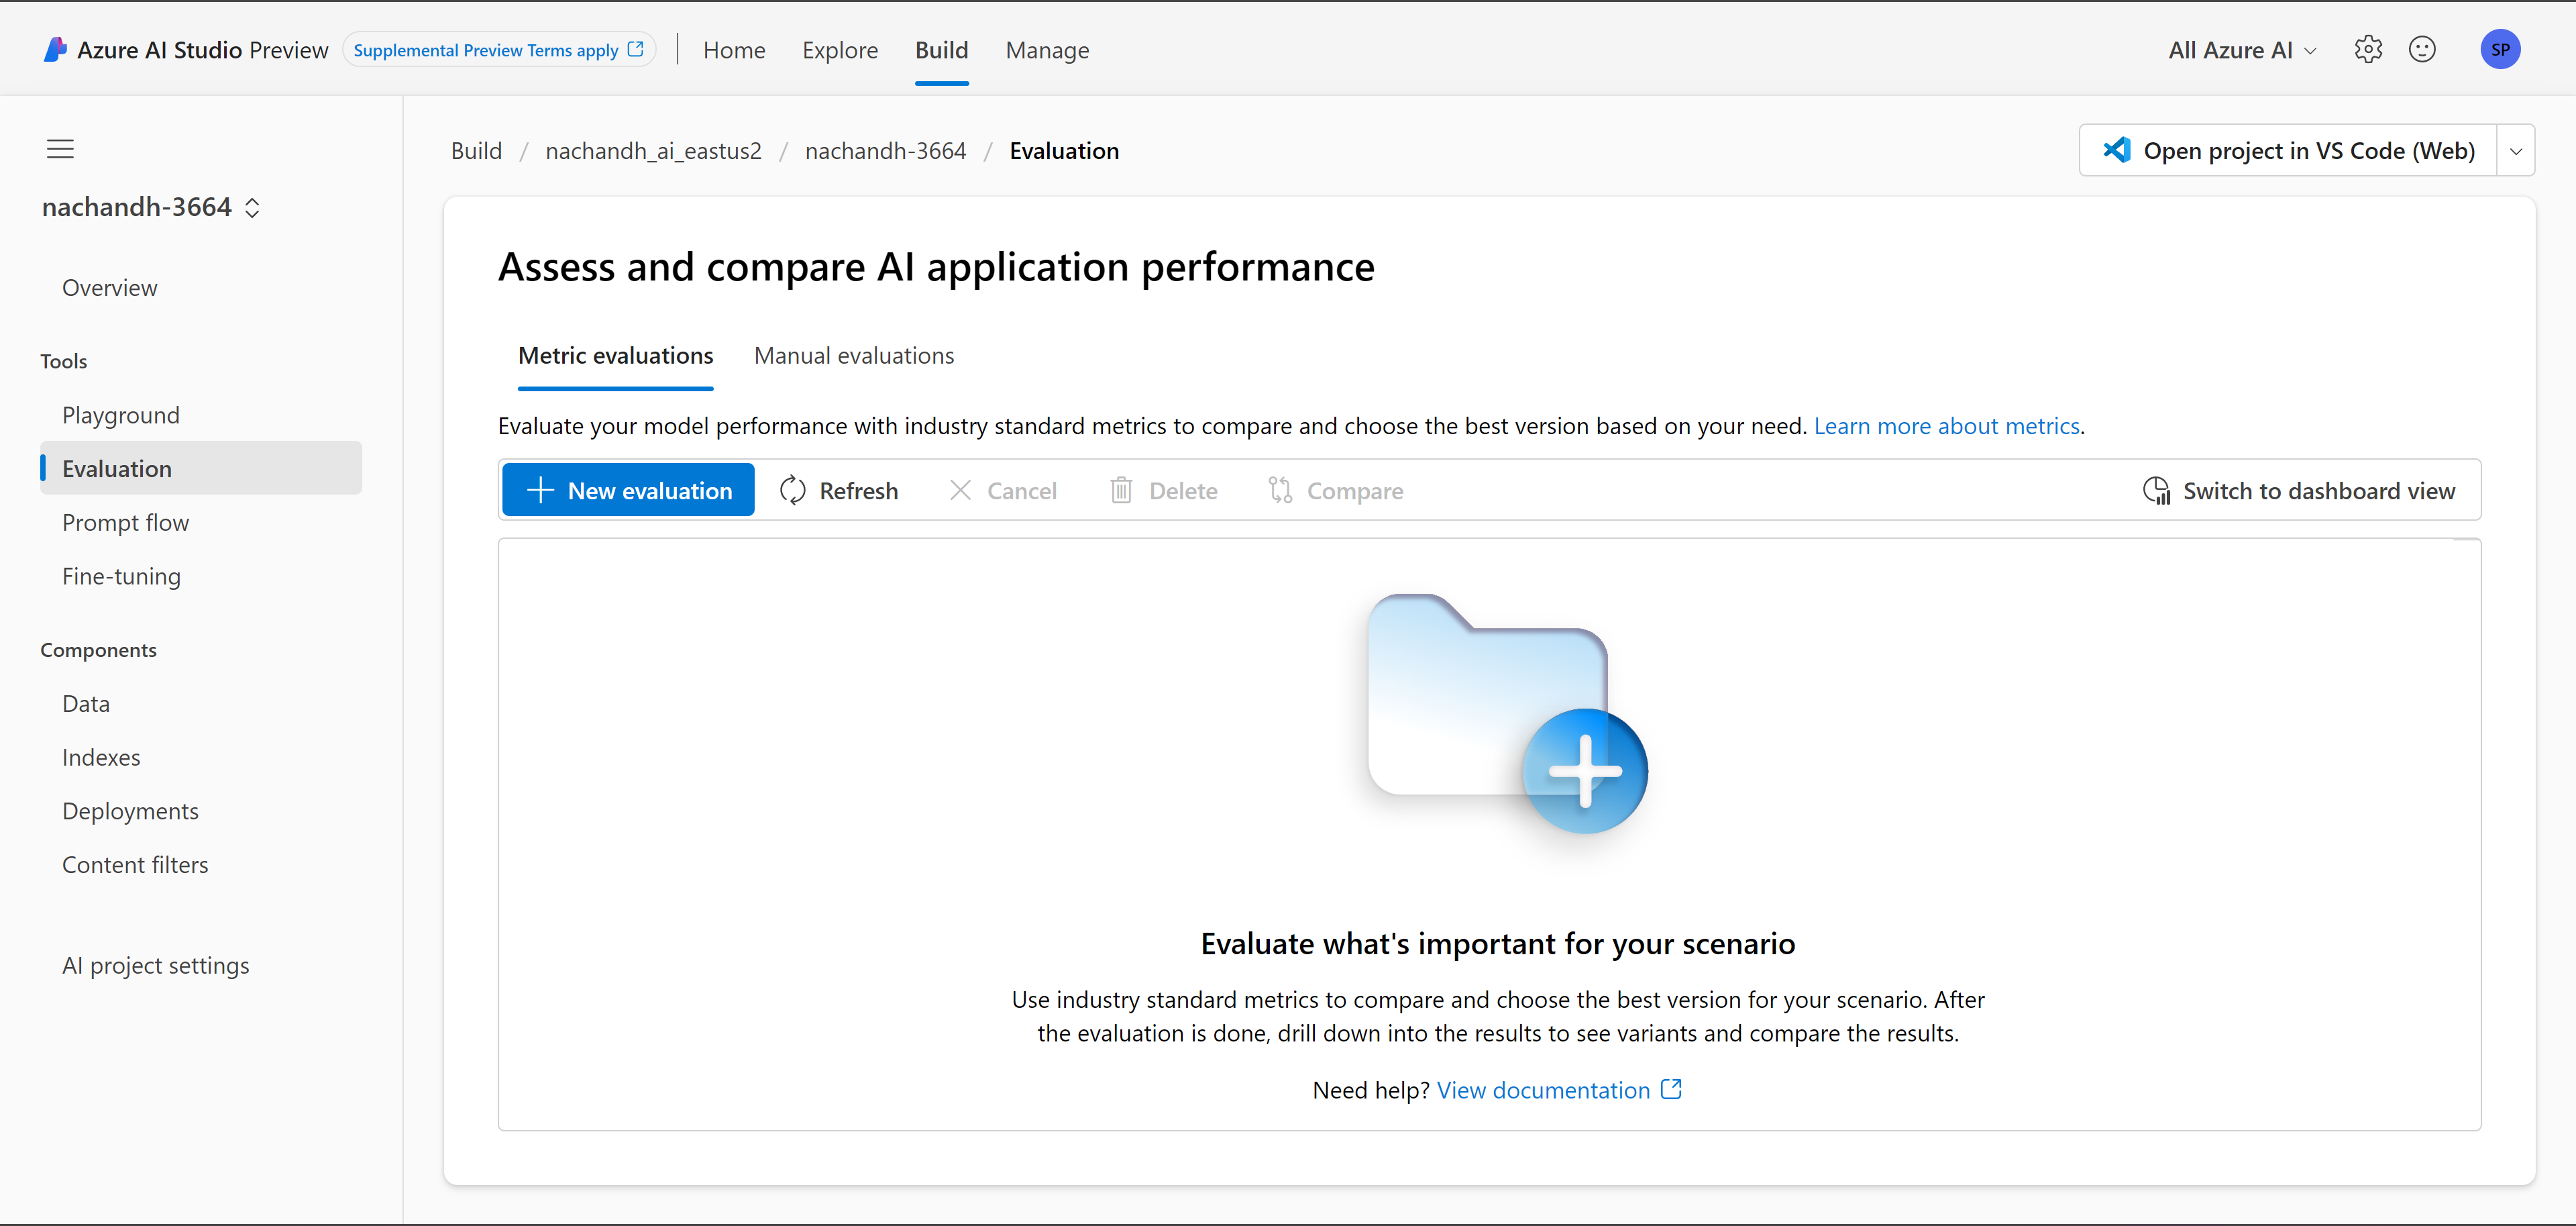 Azure AI Studio Preview Supplemental Preview Terms apply Home Explore Build Manage All Azure AI SP
nachandh-3664
Overview
Tools
Playground
Evaluation
Prompt flow
Fine-tuning
Components
Data
Indexes
Deployments
Content filters
AI project settings
Build / nachandh_ai_eastus2 / nachandh-3664 / Evaluation
Open project in VS Code (Web)
Assess and compare AI application performance
Metric evaluations Manual evaluations
Evaluate your model performance with industry standard metrics to compare and choose the best version based on your need. Learn more about metrics.
New evaluation Refresh Cancel Delete Compare Switch to dashboard view
Evaluate what's important for your scenario
Use industry standard metrics to compare and choose the best version for your scenario. After
the evaluation is done, drill down into the results to see variants and compare the results.
Need help? View documentation